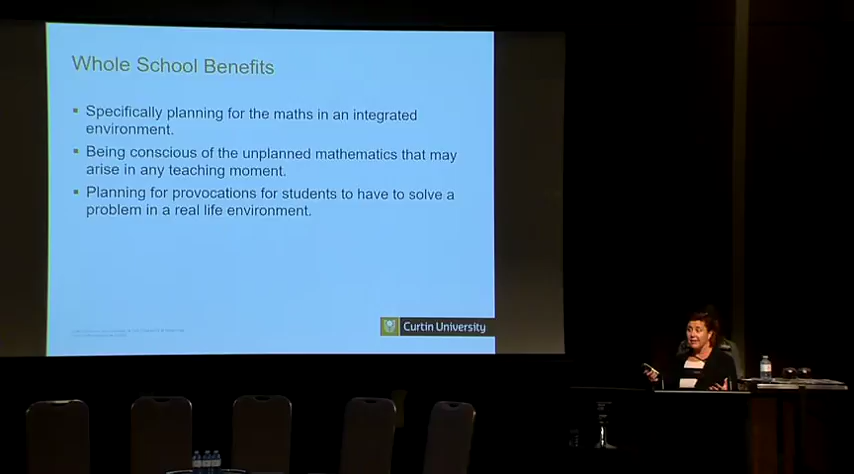 Whole School Benefits
▪ Specifically planning for the maths in an integrated
environment.
▪ Being conscious of the unplanned mathematics that may
arise in any teaching moment.
▪ Planning for provocations for students to have to solve a
problem in a real life environment.
Curtin University